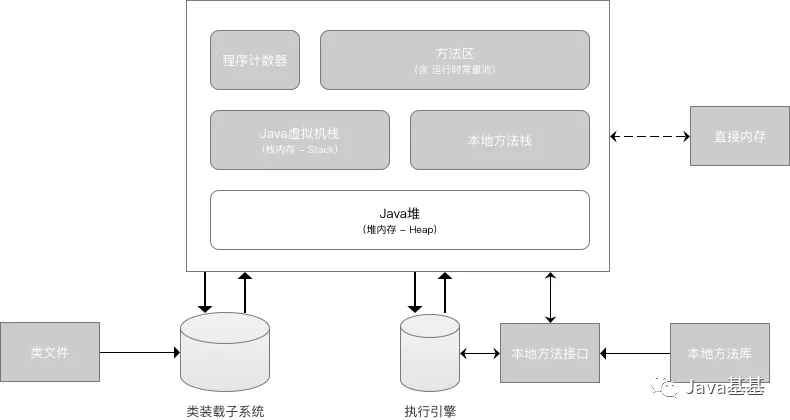 程序计数器
方法区
（含 运行时常量池）
Java虚拟机栈
（栈内存 – Stack）
本地方法栈
直接内存
Java堆
（堆内存 – Heap）
类文件
本地方法接口
本地方法库
类装载子系统
执行引擎
Java基基